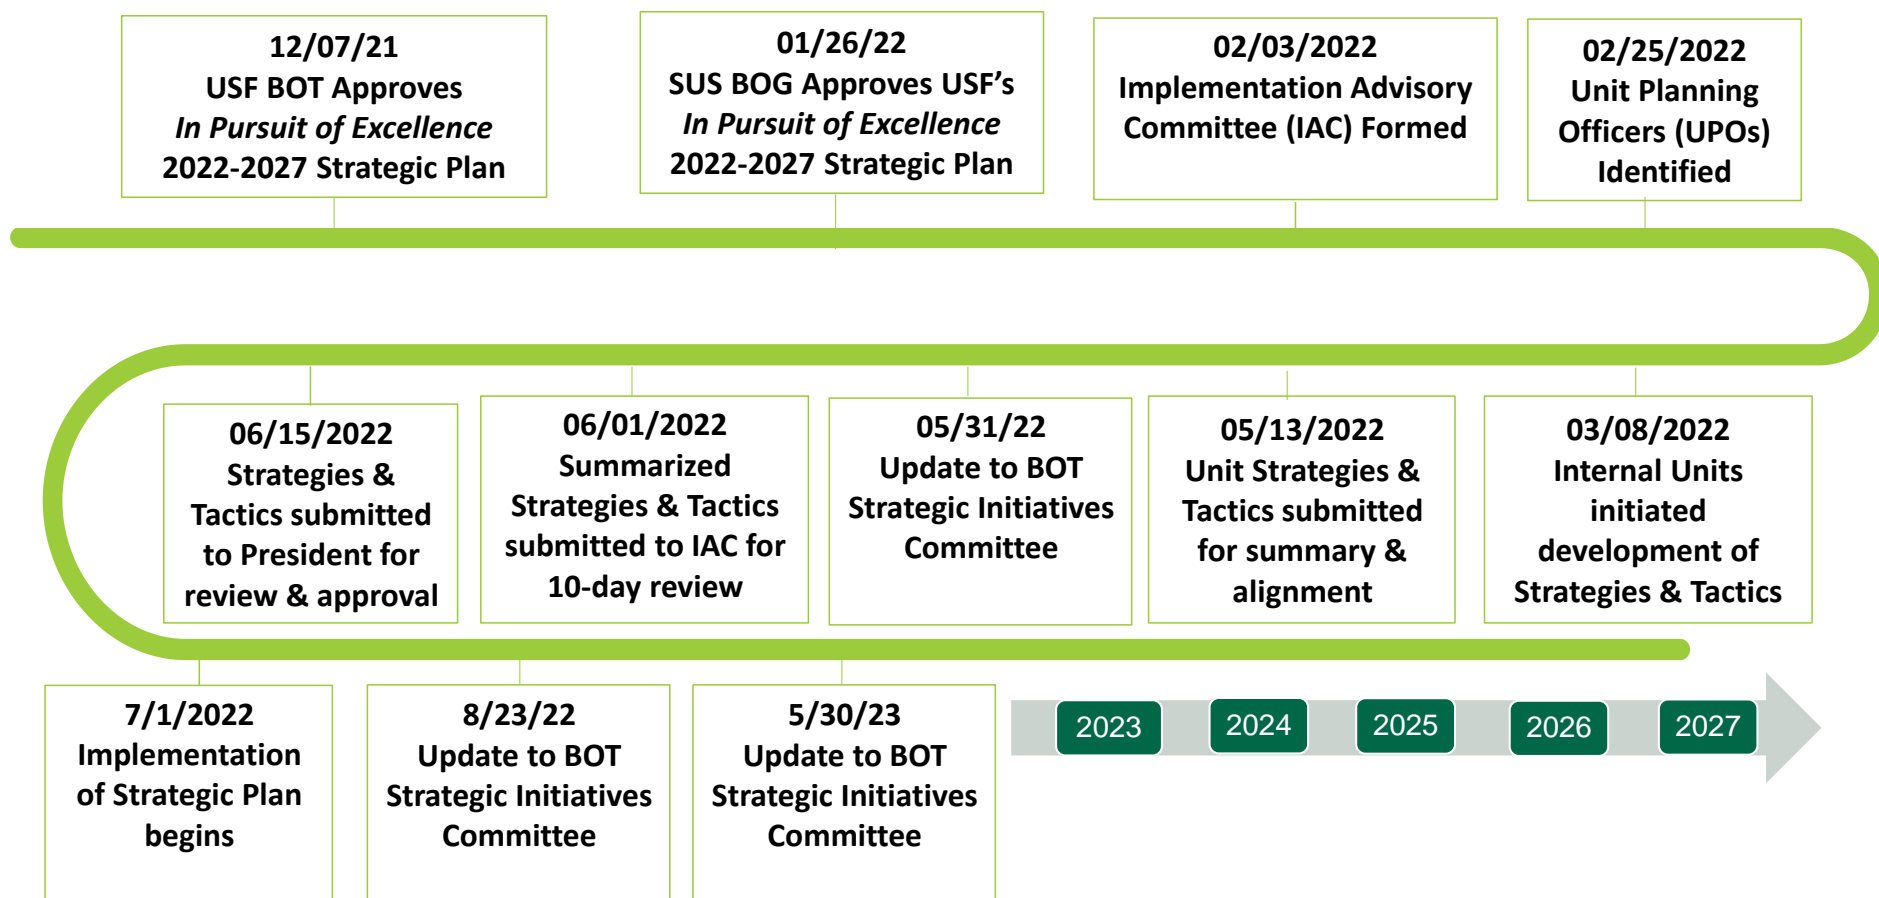 12/07/21
USF BOT Approves
In Pursuit of Excellence
2022-2027 Strategic Plan
01/26/22
SUS BOG Approves USF’s
In Pursuit of Excellence
2022-2027 Strategic Plan
02/03/2022
Implementation Advisory
Committee (IAC) Formed
02/25/2022
Unit Planning
Officers (UPOs)
Identified
06/15/2022
Strategies &
Tactics submitted
to President for
review & approval
06/01/2022
Summarized
Strategies & Tactics
submitted to IAC for
10-day review
05/31/22
Update to BOT
Strategic Initiatives
Committee
05/13/2022
Unit Strategies &
Tactics submitted
for summary &
alignment
03/08/2022
Internal Units
initiated
development of
Strategies & Tactics
7/1/2022
Implementation
of Strategic Plan
begins
8/23/22
Update to BOT
Strategic Initiatives
Committee
5/30/23
Update to BOT
Strategic Initiatives
Committee
2023
2024
2025
2026
2027